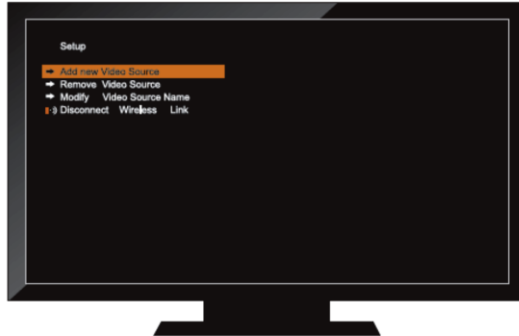 Setup
Add new Video Source
Remove Video Source
Modify Video Source Name
Disconnect Wireless Link